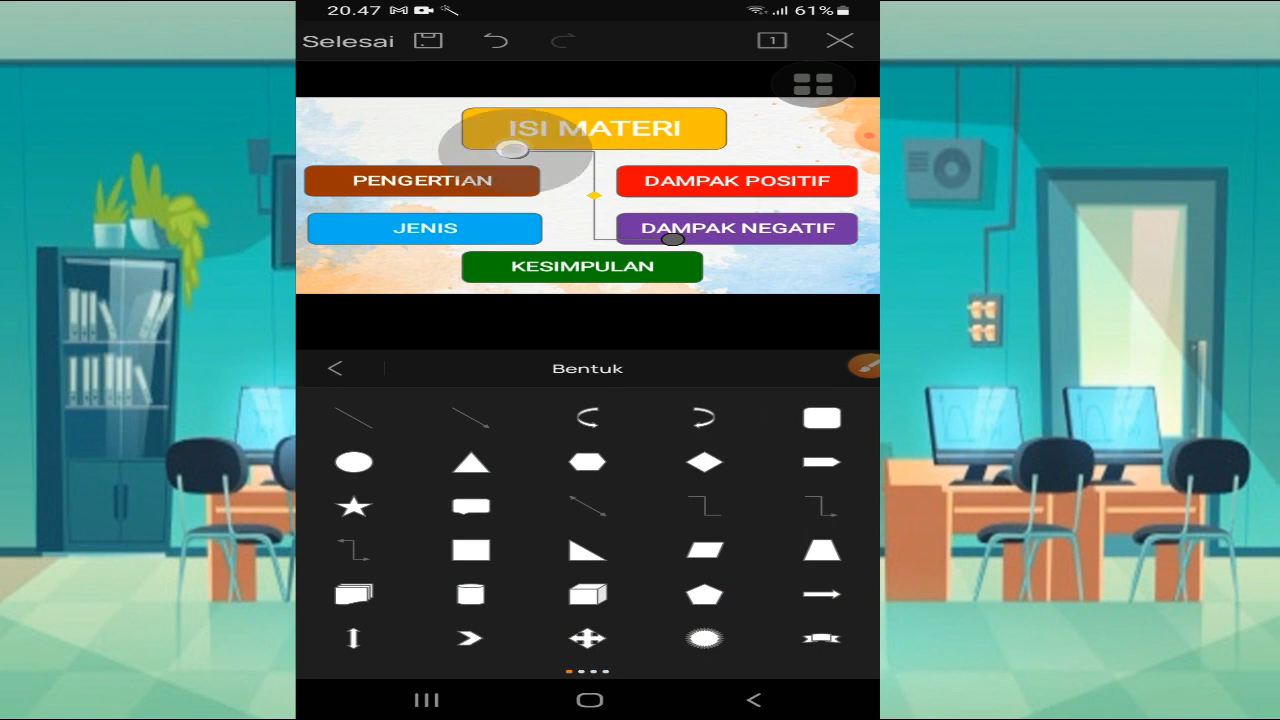 20.47 61%
Selesai 1
ISI MATERI
PENGERTIAN DAMPAK POSITIF
JENIS DAMPAK NEGATIF
KESIMPULAN
Bentuk